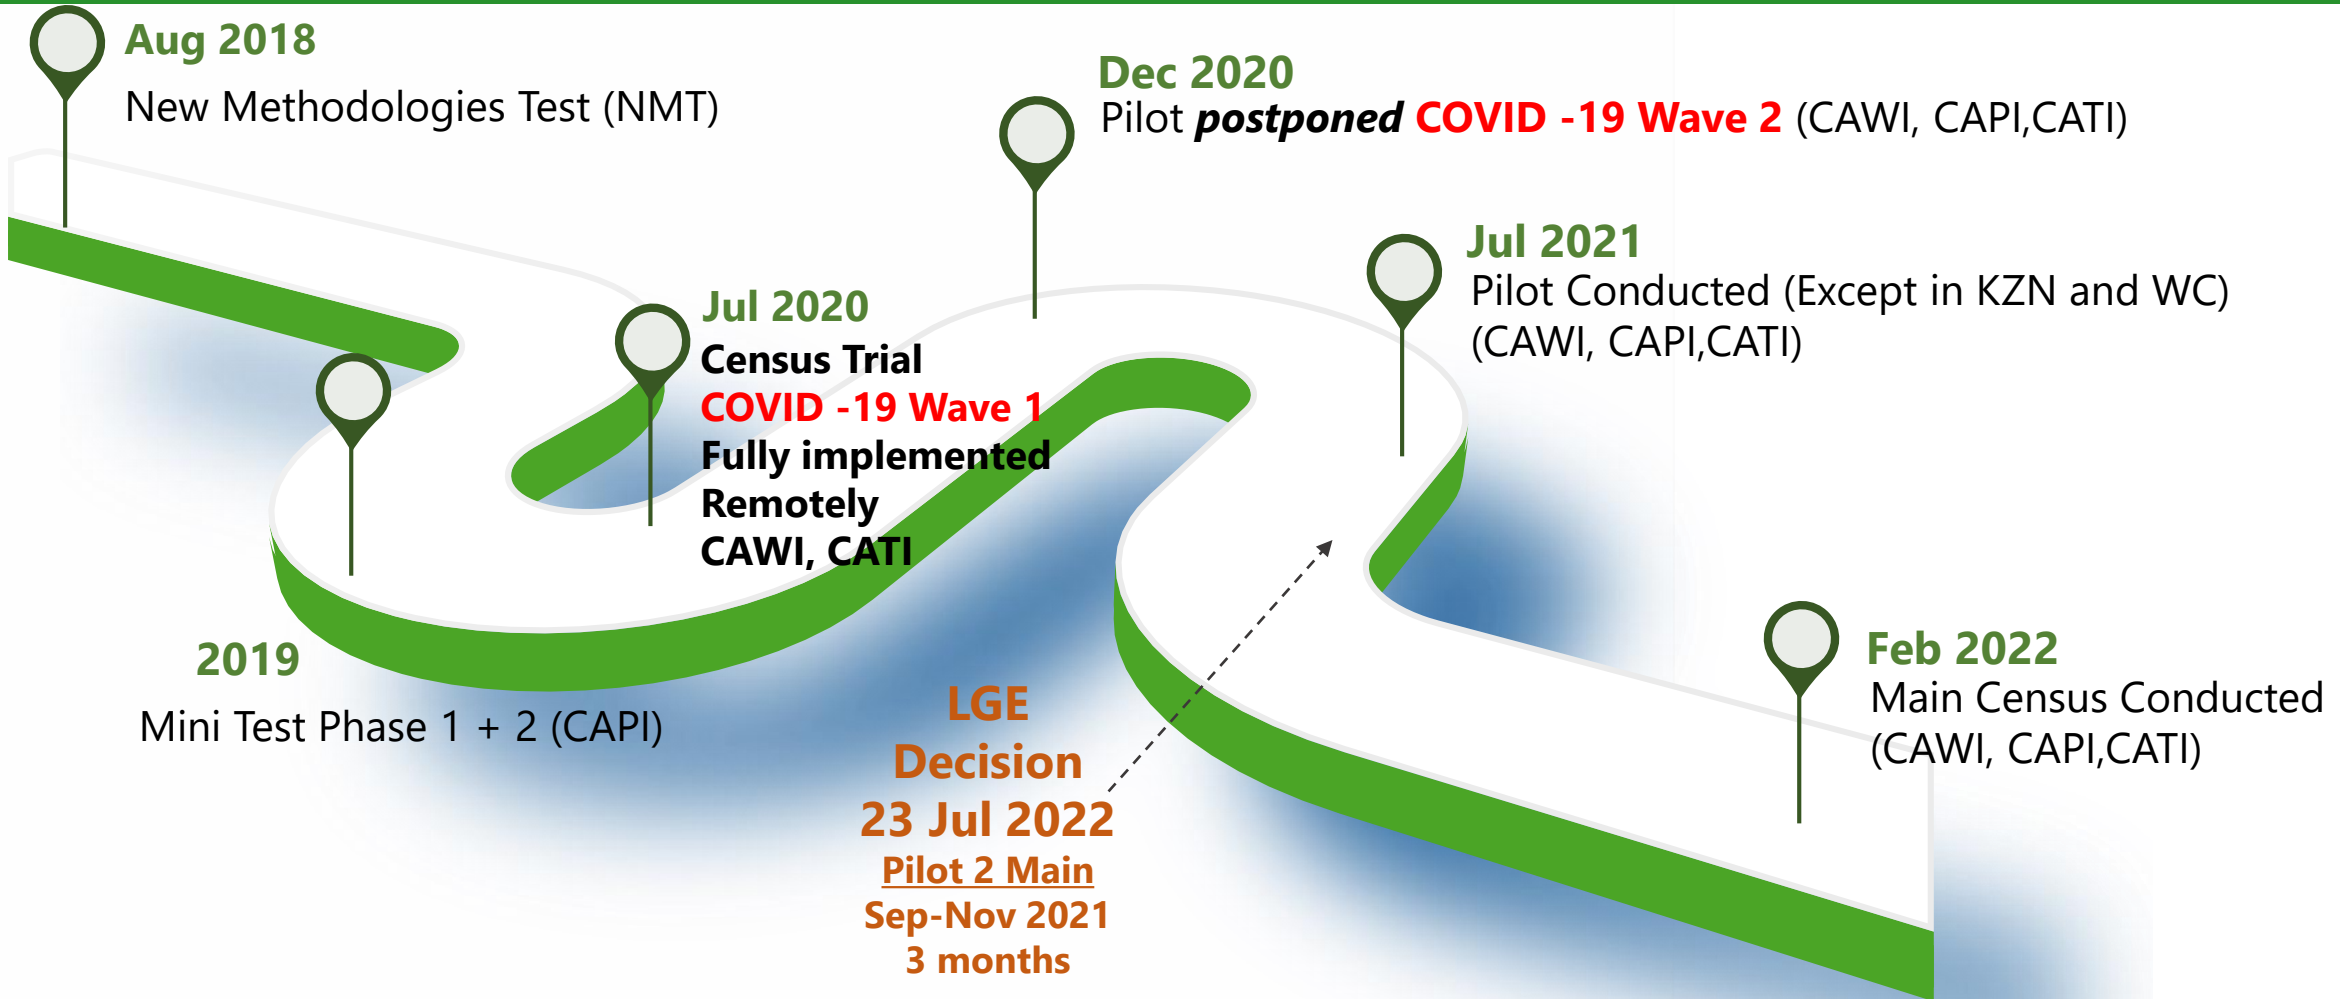 Aug 2018
New Methodologies Test (NMT)
Dec 2020
Pilot postponed COVID -19 Wave 2 (CAWI, CAPI,CATI)
Jul 2021
Pilot Conducted (Except in KZN and WC)
(CAWI, CAPI,CATI)
Jul 2020
Census Trial
COVID -19 Wave 1
Fully implemented
Remotely
CAWI, CATI
2019
Mini Test Phase 1 + 2 (CAPI)
LGE
Decision
23 Jul 2022
Pilot 2 Main
Sep-Nov 2021
3 months
Feb 2022
Main Census Conducted
(CAWI, CAPI,CATI)